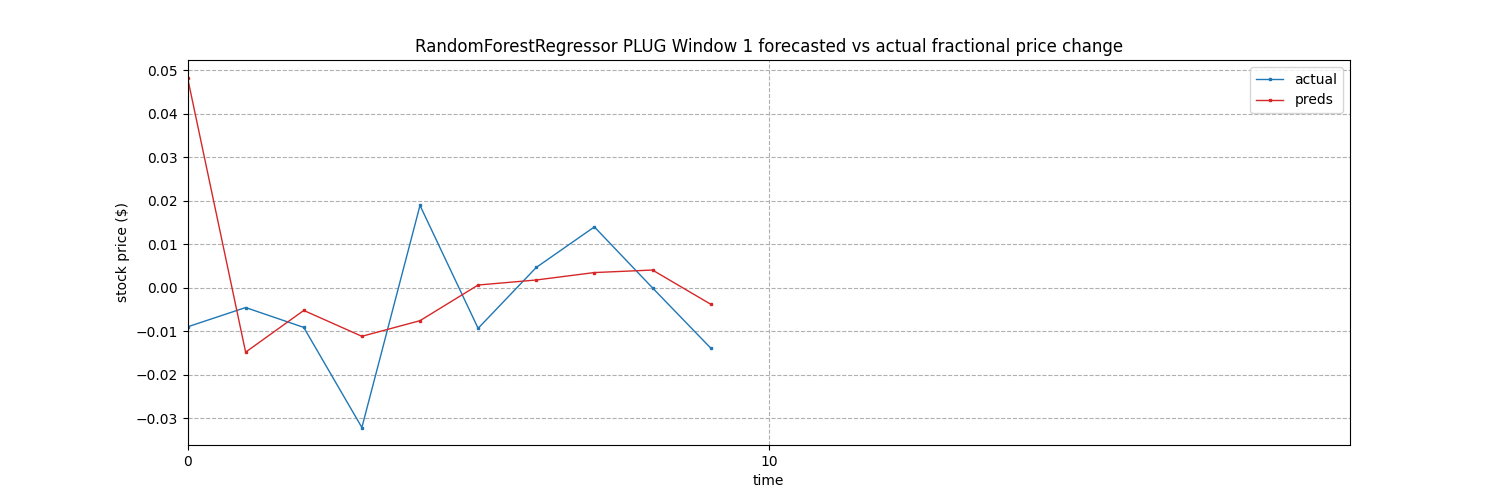 RandomForestRegressor PLUG Window 1 forecasted vs actual fractional price change
0.05
0.04
0.03
0.02
0.01
0.00
−0.01
−0.02
−0.03
stock price ($)
actual
preds
0
10
time